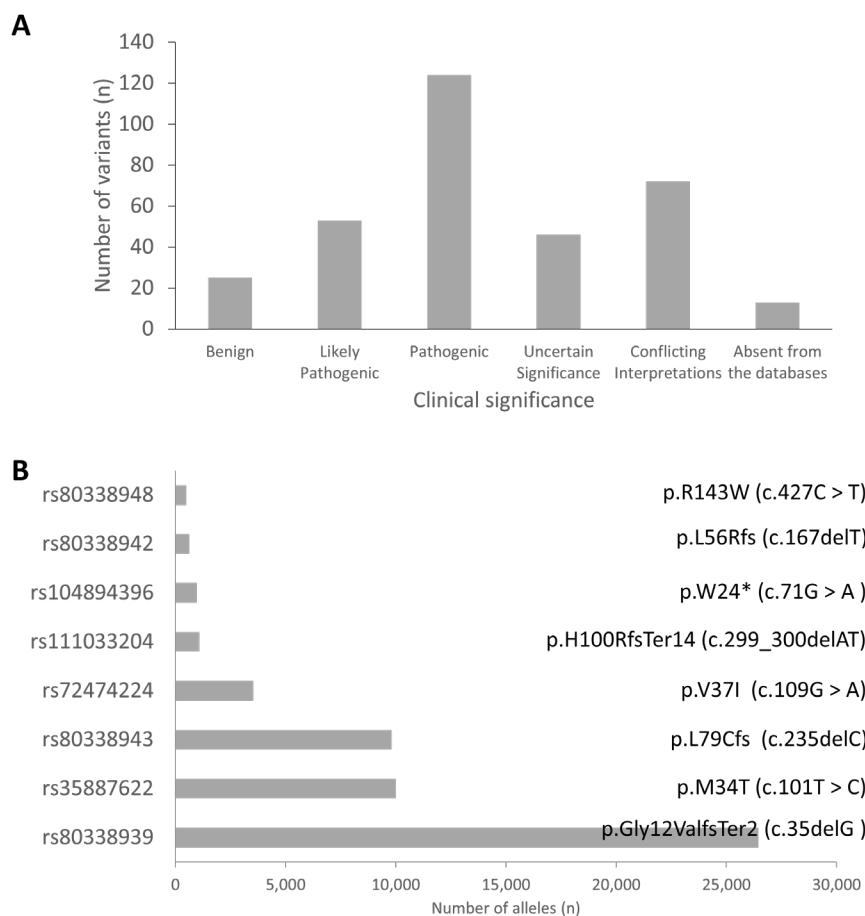 A
140
120
100
80
60
40
20
0
Number of variants (n)
Benign
Likely
Pathogenic
Pathogenic
Uncertain
Significance
Conflicting
Interpretations
Absent from
the databases
Clinical significance
B
rs80338948 p.R143W (c.427C > T)
rs80338942 p.L56Rfs (c.167delT)
rs104894396 p.W24* (c.71G > A )
rs111033204 p.H100RfsTer14 (c.299_300delAT)
rs72474224 p.V37I (c.109G > A)
rs80338943 p.L79Cfs (c.235delC)
rs35887622 p.M34T (c.101T > C)
rs80338939 p.Gly12ValfsTer2 (c.35delG )
0 5,000 10,000 15,000 20,000 25,000 30,000
Number of alleles (n)